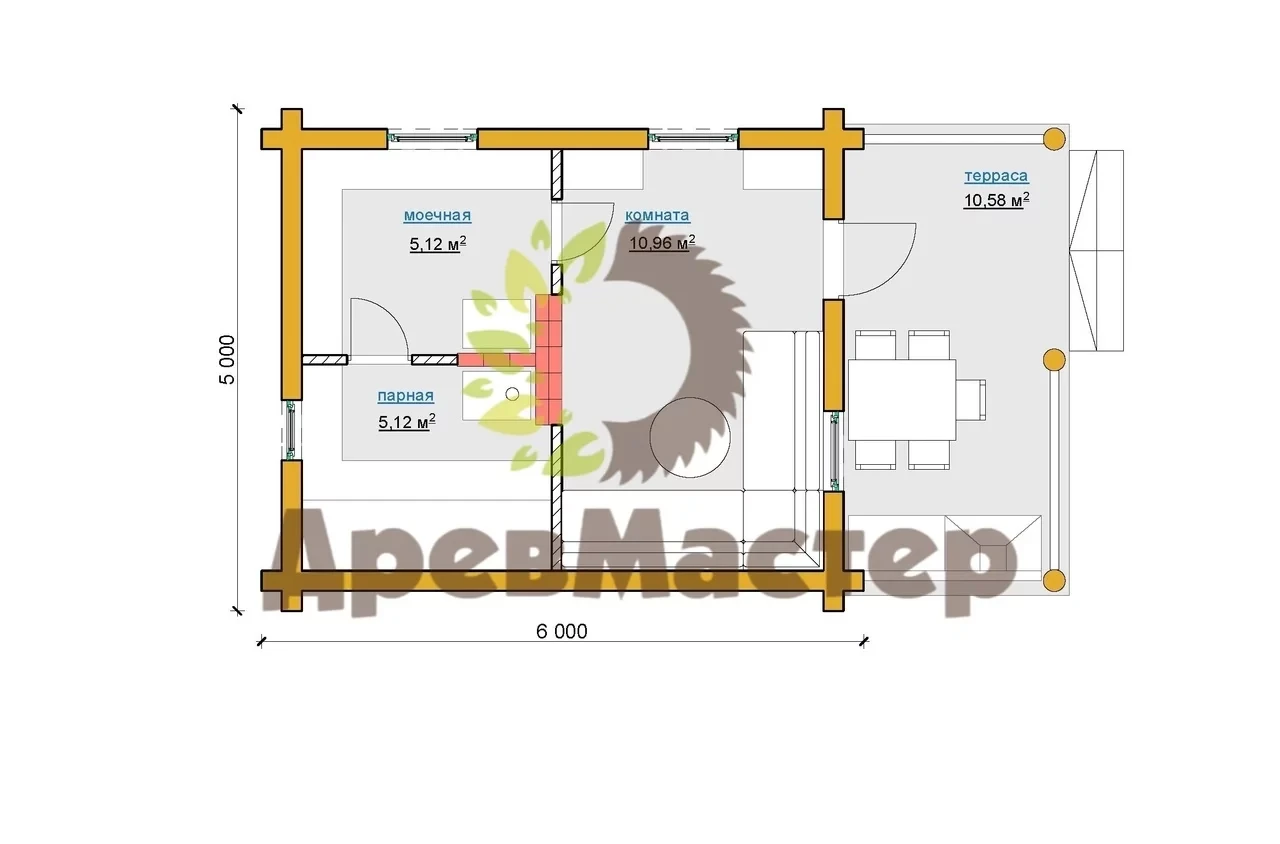 терраса
10,58 м²
моечная
5,12 м²
комната
10,96 м²
5 000
парная
5,12 м²
АревМастер
6 000